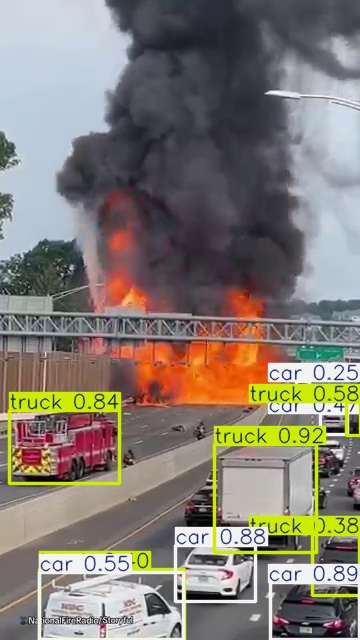 car 0.25
truck 0.58
car 0.47
truck 0.84
truck 0.92
truck 0.38
car 0.88
car 0.55
car 0.89
NationalFireRadio/Storyful